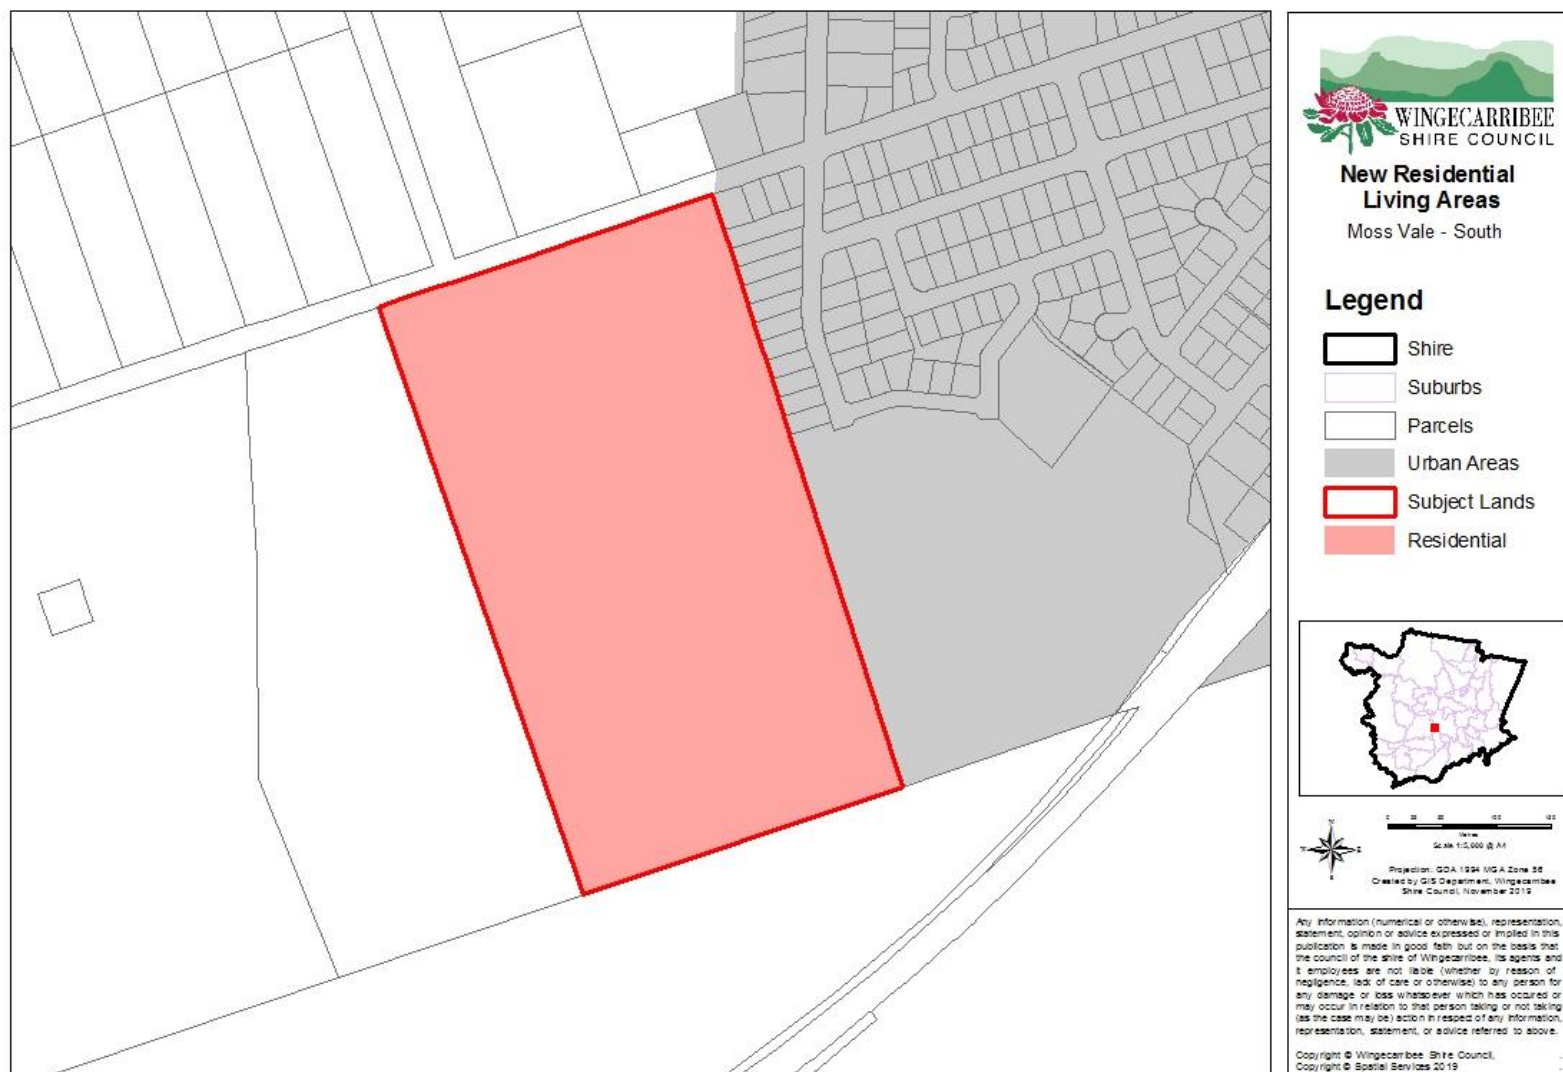 WINGECARRIBEE
SHIRE COUNCIL
New Residential
Living Areas
Moss Vale - South
Legend
Shire
Suburbs
Parcels
Urban Areas
Subject Lands
Residential
N
W
E
S
Metres
Scale 1:5,000 @ A4
Projection: GDA 1994 MGA Zone 56
Created by GIS Department, Wingecarribee
Shire Council, November 2019
Any information (numerical or otherwise), representation,
statement, opinion or advice expressed or implied in this
publication is made in good faith but on the basis that
the council of the shire of Wingecarribee, its agents and
it employees are not liable (whether by reason of
negligence, lack of care or otherwise) to any person for
any damage or loss whatsoever which has occured or
may occur in relation to that person taking or not taking
(as the case may be) action in respect of any information,
representation, statement, or advice referred to above.
Copyright © Wingecarribee Shire Council,
Copyright © Spatial Services 2019